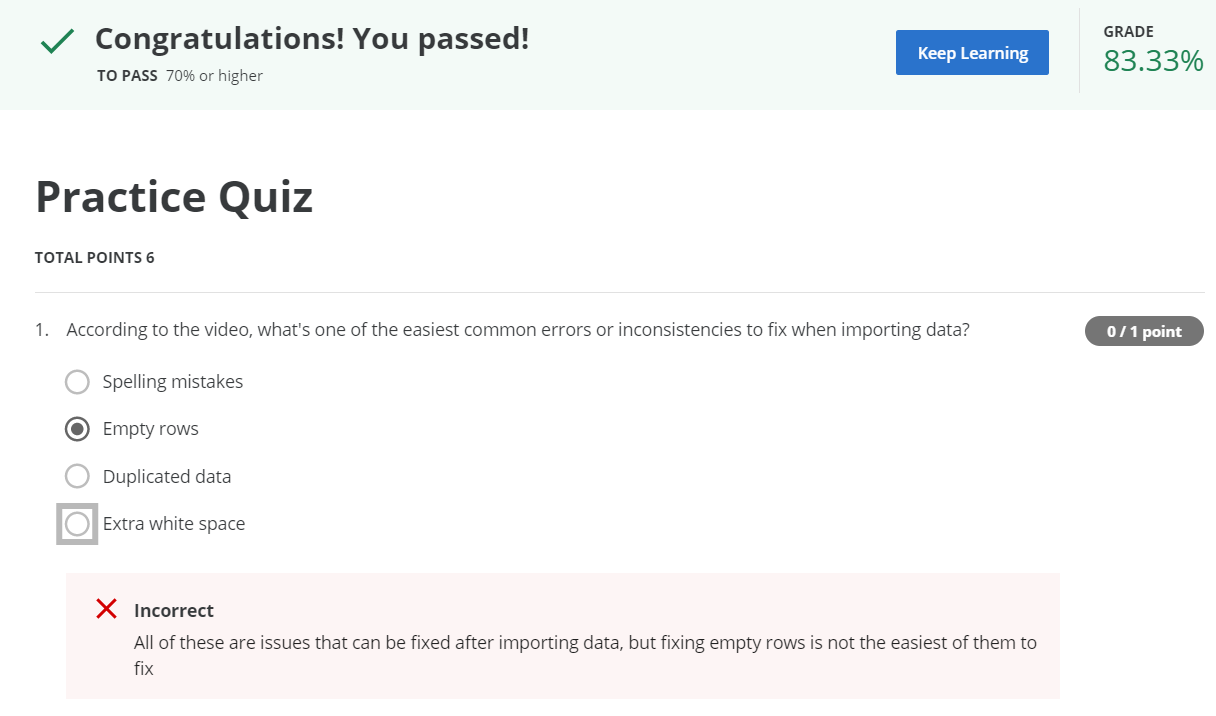 Congratulations! You passed!
TO PASS 70% or higher
Keep Learning
GRADE
83.33%
Practice Quiz
TOTAL POINTS 6
1. According to the video, what's one of the easiest common errors or inconsistencies to fix when importing data?
0 / 1 point
Spelling mistakes
Empty rows
Duplicated data
Extra white space
Incorrect
All of these are issues that can be fixed after importing data, but fixing empty rows is not the easiest of them to
fix